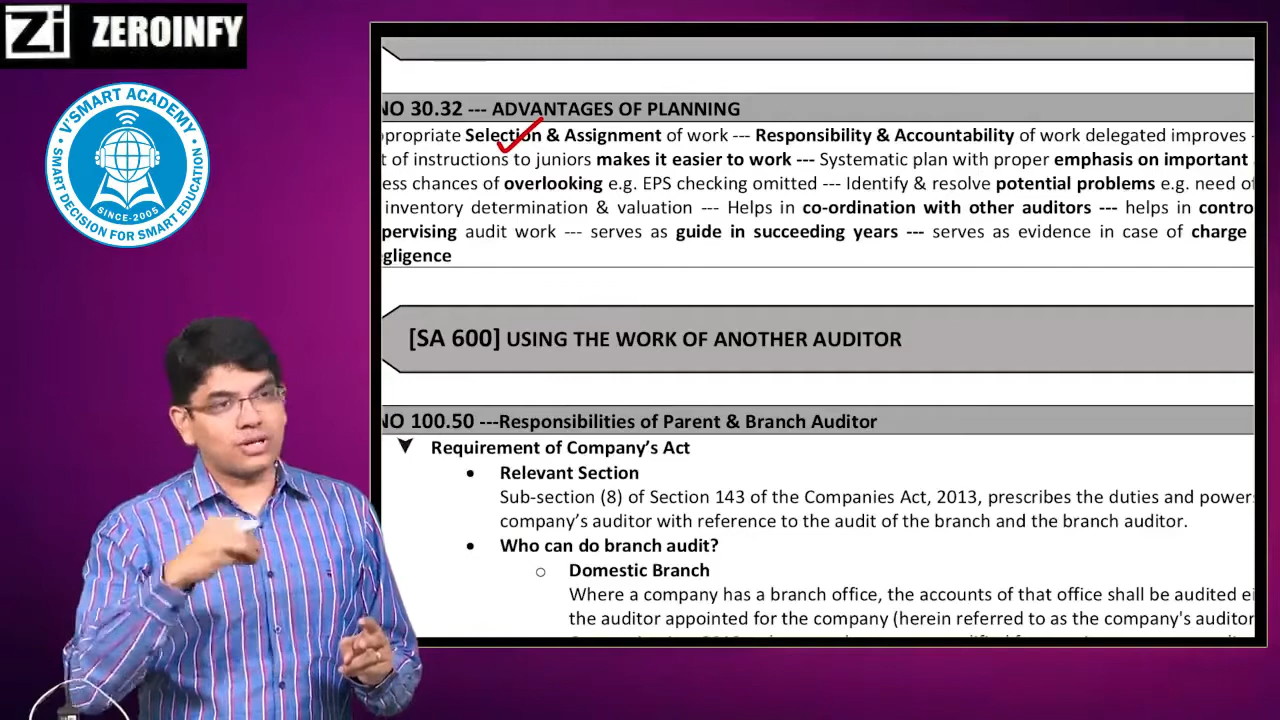 Zi ZEROINFY
V'SMART ACADEMY
SMART DECISION FOR SMART EDUCATION
SINCE-2005
NO 30.32 --- ADVANTAGES OF PLANNING
propriate Selection & Assignment of work --- Responsibility & Accountability of work delegated improves -
t of instructions to juniors makes it easier to work --- Systematic plan with proper emphasis on important
ess chances of overlooking e.g. EPS checking omitted --- Identify & resolve potential problems e.g. need of
inventory determination & valuation --- Helps in co-ordination with other auditors --- helps in contro
pervising audit work --- serves as guide in succeeding years --- serves as evidence in case of charge
gligence
[SA 600] USING THE WORK OF ANOTHER AUDITOR
NO 100.50 ---Responsibilities of Parent & Branch Auditor
Requirement of Company's Act
• Relevant Section
Sub-section (8) of Section 143 of the Companies Act, 2013, prescribes the duties and power
company's auditor with reference to the audit of the branch and the branch auditor.
• Who can do branch audit?
o Domestic Branch
Where a company has a branch office, the accounts of that office shall be audited ei
the auditor appointed for the company (herein referred to as the company's auditor